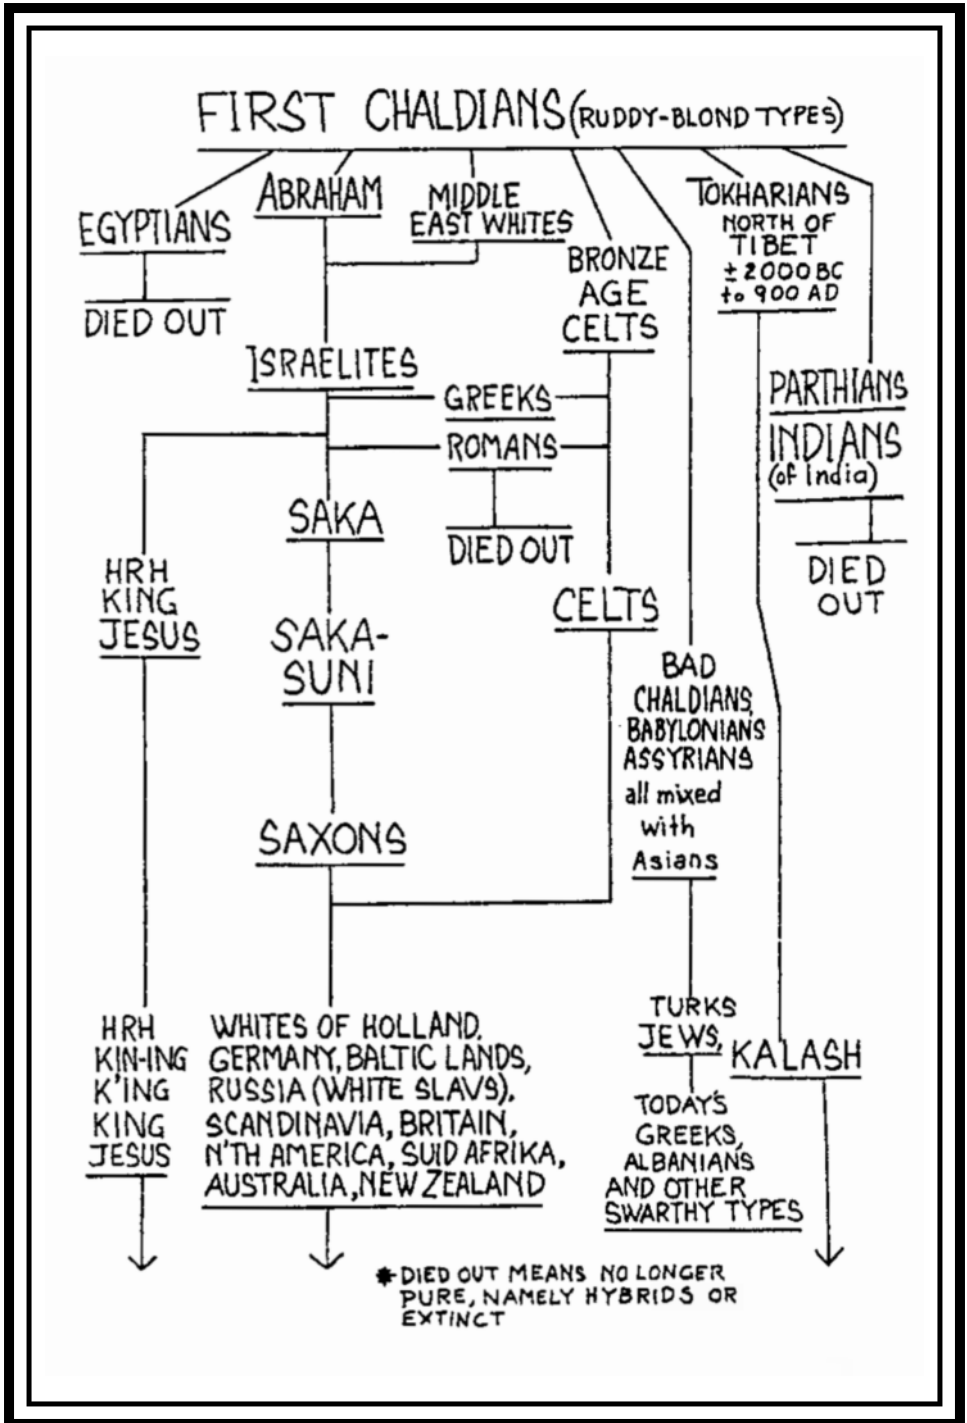 FIRST CHALDIANS (RUDDY-BLOND TYPES)
EGYPTIANS
DIED OUT
ABRAHAM
MIDDLE
EAST WHITES
BRONZE
AGE
CELTS
TOKHARIANS
NORTH OF
TIBET
±2000 BC
to 900 AD
ISRAELITES
GREEKS
ROMANS
DIED OUT
PARTHIANS
INDIANS
(of India)
DIED
OUT
SAKA
HRH
KING
JESUS
SAKA-
SUNI
CELTS
BAD
CHALDIANS,
BABYLONIANS
ASSYRIANS
all mixed
with
Asians
SAXONS
HRH
KIN-ING
K'ING
KING
JESUS
WHITES OF HOLLAND,
GERMANY, BALTIC LANDS,
RUSSIA (WHITE SLAVS),
SCANDINAVIA, BRITAIN,
N'TH AMERICA, SUID AFRIKA,
AUSTRALIA, NEW ZEALAND
TURKS
JEWS,
TODAY'S
GREEKS,
ALBANIANS
AND OTHER
SWARTHY TYPES
KALASH
* DIED OUT MEANS NO LONGER
PURE, NAMELY HYBRIDS OR
EXTINCT